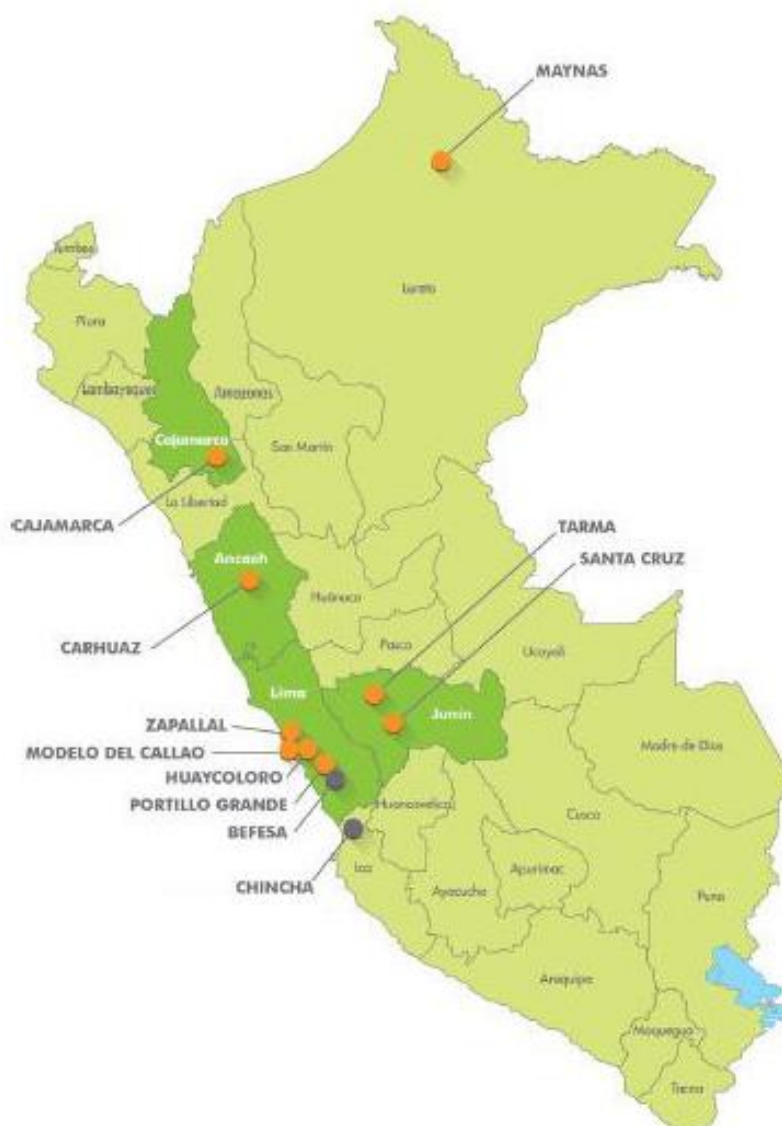 MAYNAS
Tumbes
Loreto
Piura
Lambayeque
Amazonas
Cajamarca
San Martín
La Libertad
CAJAMARCA
TARMA
SANTA CRUZ
Ancash
Huánuco
CARHUAZ
Pasco
Ucayali
Lima
Junín
ZAPALLAL
MODELO DEL CALLAO
Madre de Dios
HUAYCOLORO
PORTILLO GRANDE
Huancavelica
Cusco
BEFESA
Ica
Apurimac
CHINCHA
Ayacucho
Puno
Arequipa
Moquegua
Tacna